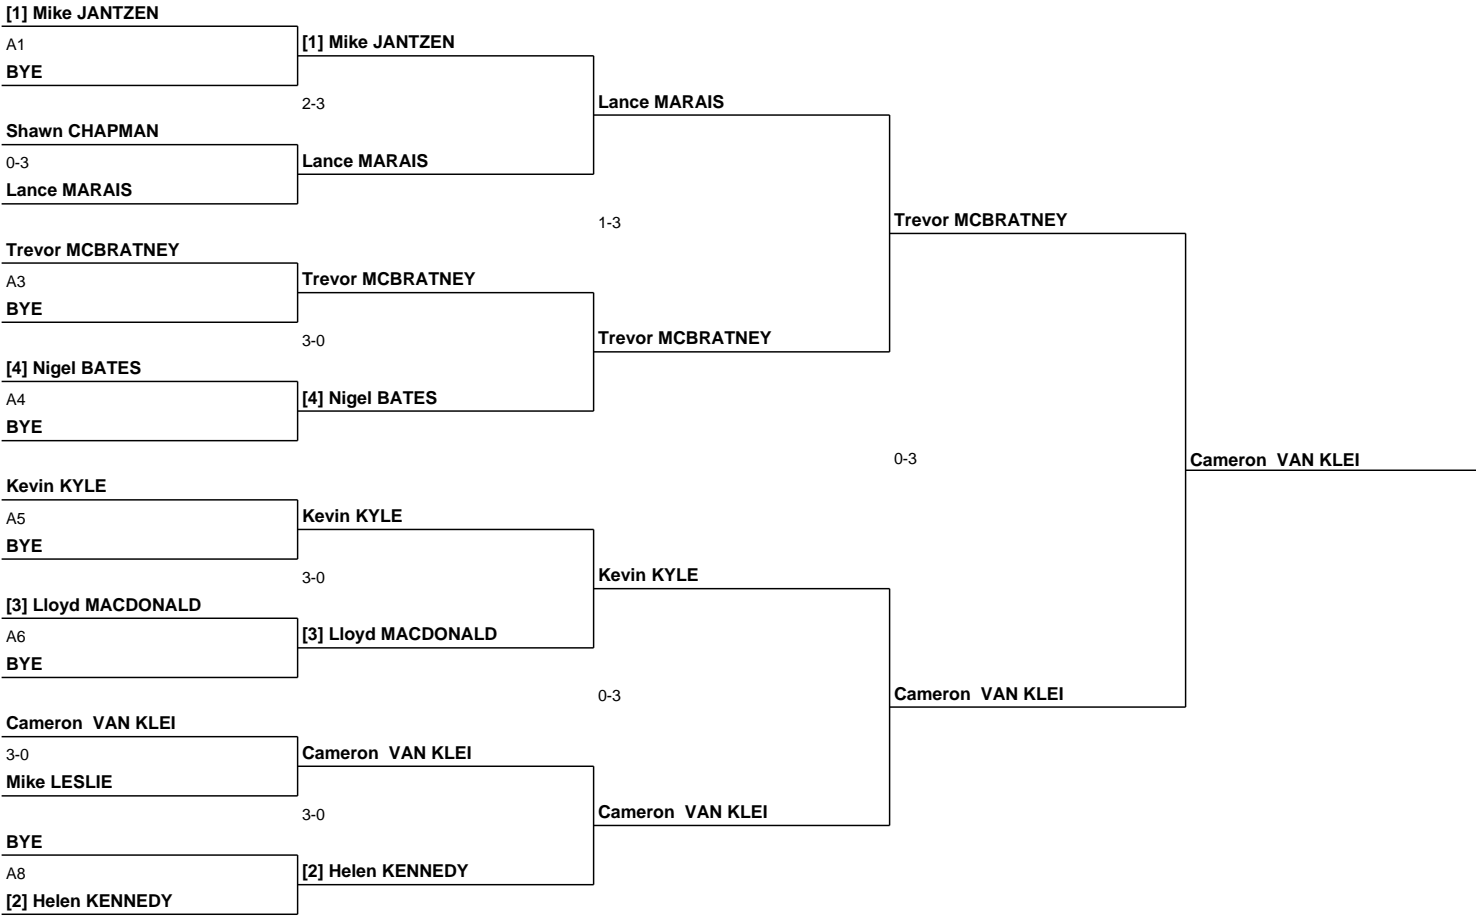 [1] Mike JANTZEN
A1
BYE
Shawn CHAPMAN
0-3
Lance MARAIS
Trevor MCBRATNEY
A3
BYE
[4] Nigel BATES
A4
BYE
Kevin KYLE
A5
BYE
[3] Lloyd MACDONALD
A6
BYE
Cameron VAN KLEI
3-0
Mike LESLIE
BYE
A8
[2] Helen KENNEDY
[1] Mike JANTZEN
2-3
Lance MARAIS
Trevor MCBRATNEY
3-0
[4] Nigel BATES
Kevin KYLE
3-0
[3] Lloyd MACDONALD
Cameron VAN KLEI
3-0
[2] Helen KENNEDY
Lance MARAIS
1-3
Trevor MCBRATNEY
Kevin KYLE
0-3
Cameron VAN KLEI
Trevor MCBRATNEY
0-3
Cameron VAN KLEI
Cameron VAN KLEI